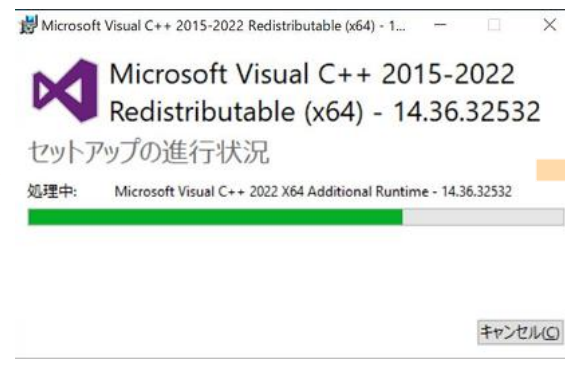 Microsoft Visual C++ 2015-2022 Redistributable (x64) - 1...
Microsoft Visual C++ 2015-2022
Redistributable (x64) - 14.36.32532
セットアップの進行状況
処理中: Microsoft Visual C++ 2022 X64 Additional Runtime - 14.36.32532
キャンセル(C)